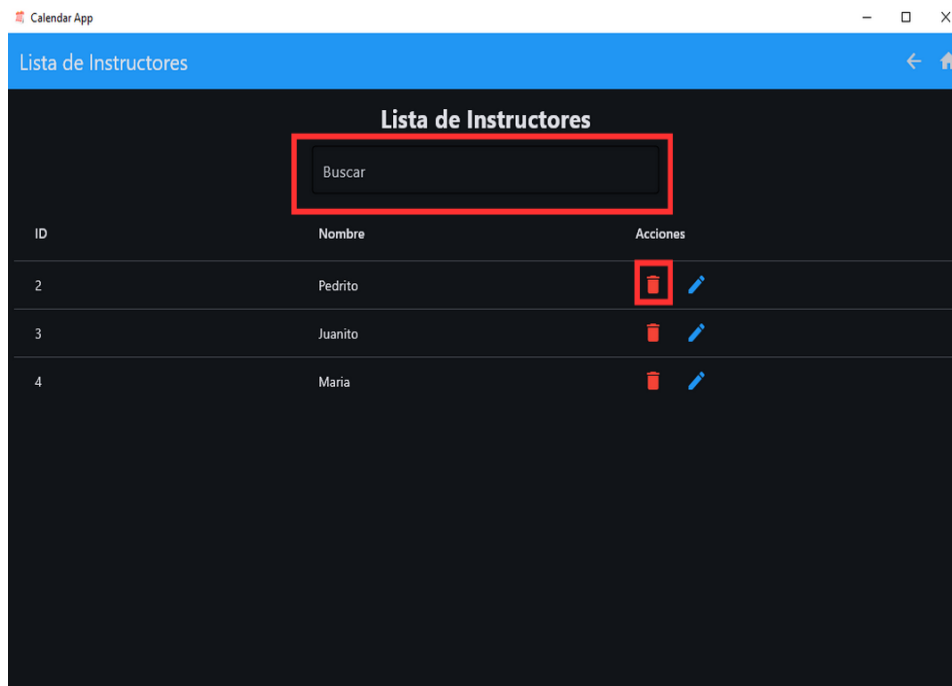 Calendar App
Lista de Instructores
Lista de Instructores
Buscar
ID Nombre Acciones
2 Pedrito
3 Juanito
4 Maria